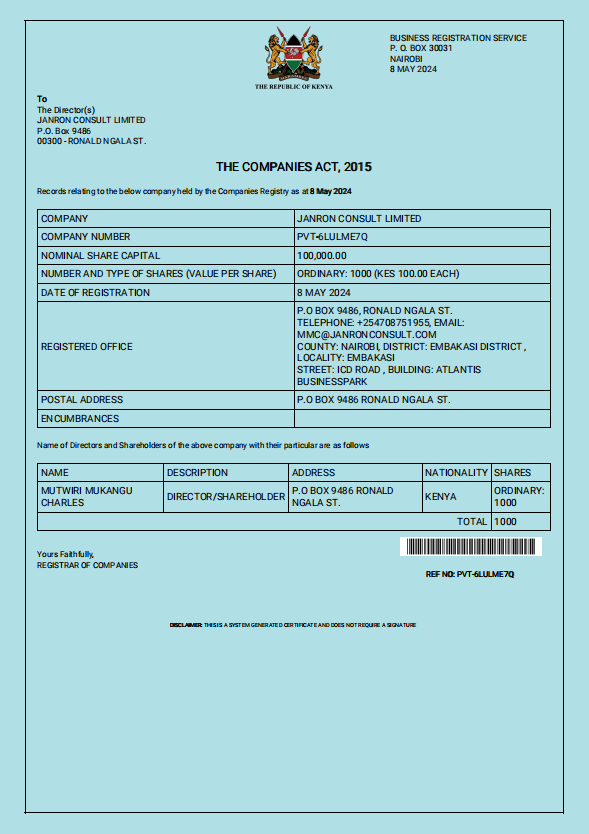 BUSINESS REGISTRATION SERVICE
P. O. BOX 30031
NAIROBI
8 MAY 2024
THE REPUBLIC OF KENYA
To
The Director(s)
JANRON CONSULT LIMITED
P.O. Box 9486
00300 - RONALD NGALA ST.
THE COMPANIES ACT, 2015
Records relating to the below company held by the Companies Registry as at 8 May 2024
COMPANY JANRON CONSULT LIMITED
COMPANY NUMBER PVT-6LULME7Q
NOMINAL SHARE CAPITAL 100,000.00
NUMBER AND TYPE OF SHARES (VALUE PER SHARE) ORDINARY: 1000 (KES 100.00 EACH)
DATE OF REGISTRATION 8 MAY 2024
REGISTERED OFFICE
P.O BOX 9486, RONALD NGALA ST.
TELEPHONE: +254708751955, EMAIL:
MMC@JANRONCONSULT.COM
COUNTY: NAIROBI, DISTRICT: EMBAKASI DISTRICT ,
LOCALITY: EMBAKASI
STREET: ICD ROAD , BUILDING: ATLANTIS
BUSINESSPARK
POSTAL ADDRESS P.O BOX 9486 RONALD NGALA ST.
ENCUMBRANCES
Name of Directors and Shareholders of the above company with their particular are as follows
NAME DESCRIPTION ADDRESS NATIONALITY SHARES
MUTWIRI MUKANGU CHARLES DIRECTOR/SHAREHOLDER P.O BOX 9486 RONALD NGALA ST. KENYA ORDINARY: 1000
TOTAL 1000
Yours Faithfully,
REGISTRAR OF COMPANIES
REF NO: PVT-6LULME7Q
DISCLAIMER: THIS IS A SYSTEM GENERATED CERTIFICATE AND DOES NOT REQUIRE A SIGNATURE